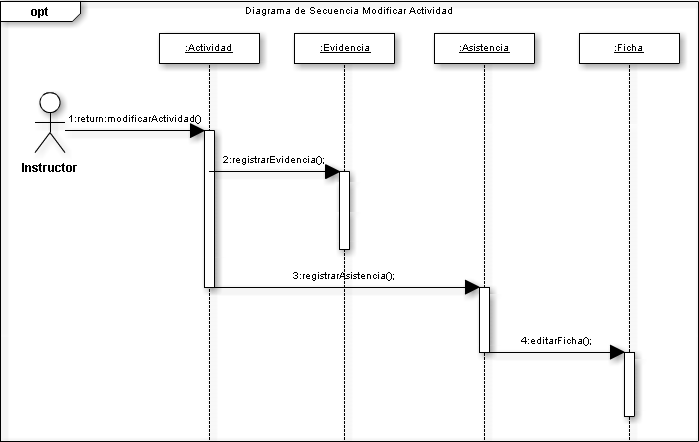 opt
Diagrama de Secuencia Modificar Actividad
:Actividad
:Evidencia
:Asistencia
:Ficha
1:return:modificarActividad()
Instructor
2:registrarEvidencia();
3:registrarAsistencia();
4:editarFicha();